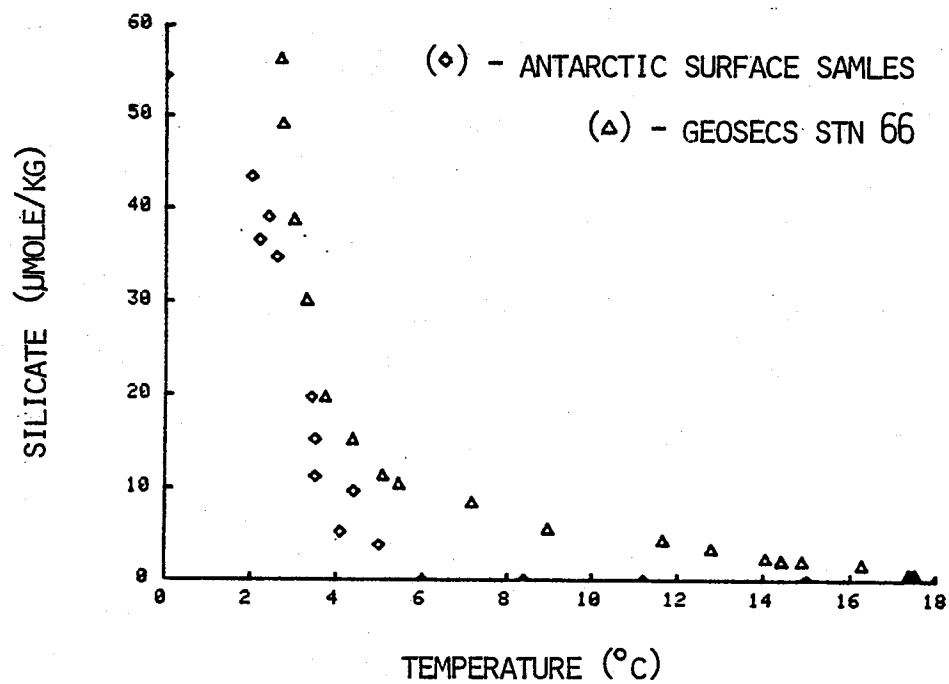 60
50
40
30
20
10
0
SILICATE (µMOLE/KG)
(◇) - ANTARCTIC SURFACE SAMLES
(△) - GEOSECS STN 66
0 2 4 6 8 10 12 14 16 18
TEMPERATURE (°C)